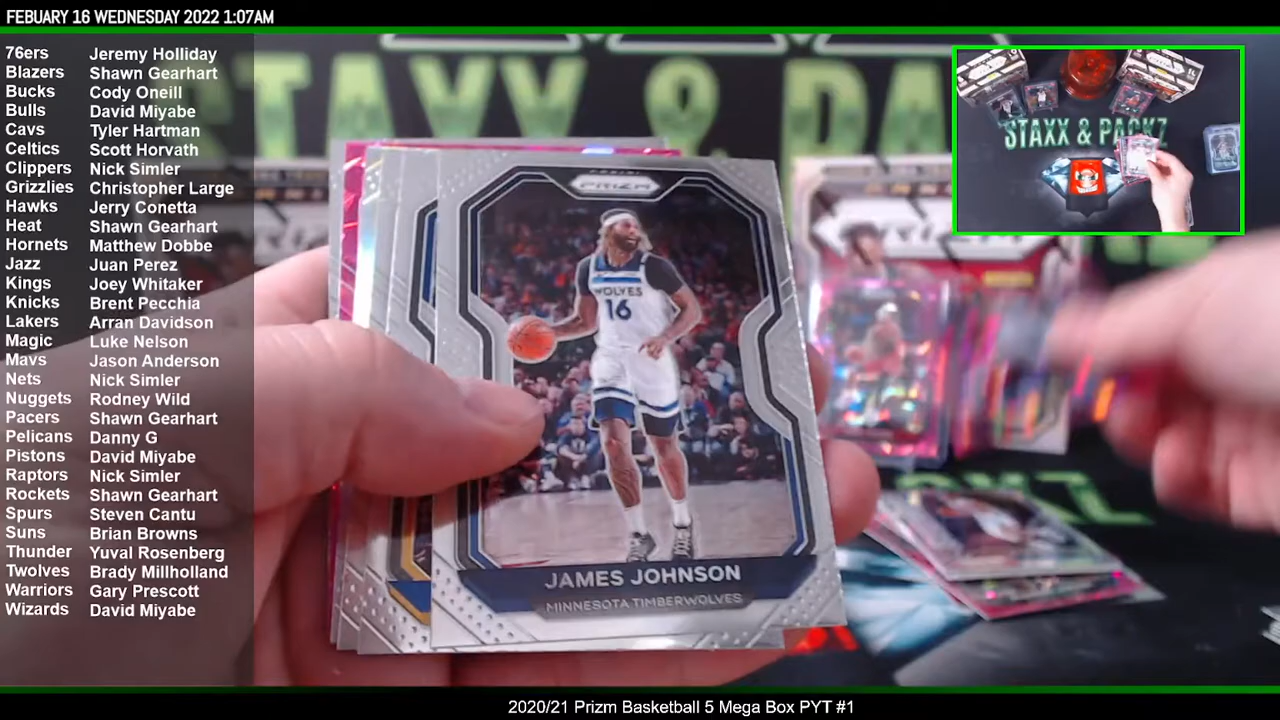 FEBUARY 16 WEDNESDAY 2022 1:07AM
76ers Jeremy Holliday
Blazers Shawn Gearhart
Bucks Cody Oneill
Bulls David Miyabe
Cavs Tyler Hartman
Celtics Scott Horvath
Clippers Nick Simler
Grizzlies Christopher Large
Hawks Jerry Conetta
Heat Shawn Gearhart
Hornets Matthew Dobbe
Jazz Juan Perez
Kings Joey Whitaker
Knicks Brent Pecchia
Lakers Arran Davidson
Magic Luke Nelson
Mavs Jason Anderson
Nets Nick Simler
Nuggets Rodney Wild
Pacers Shawn Gearhart
Pelicans Danny G
Pistons David Miyabe
Raptors Nick Simler
Rockets Shawn Gearhart
Spurs Steven Cantu
Suns Brian Browns
Thunder Yuval Rosenberg
Twolves Brady Millholland
Warriors Gary Prescott
Wizards David Miyabe
STAXX & PA
STAXX & PACKZ
PANINI
PRIZM
WOLVES
16
JAMES JOHNSON
MINNESOTA TIMBERWOLVES
KZ
2020/21 Prizm Basketball 5 Mega Box PYT #1